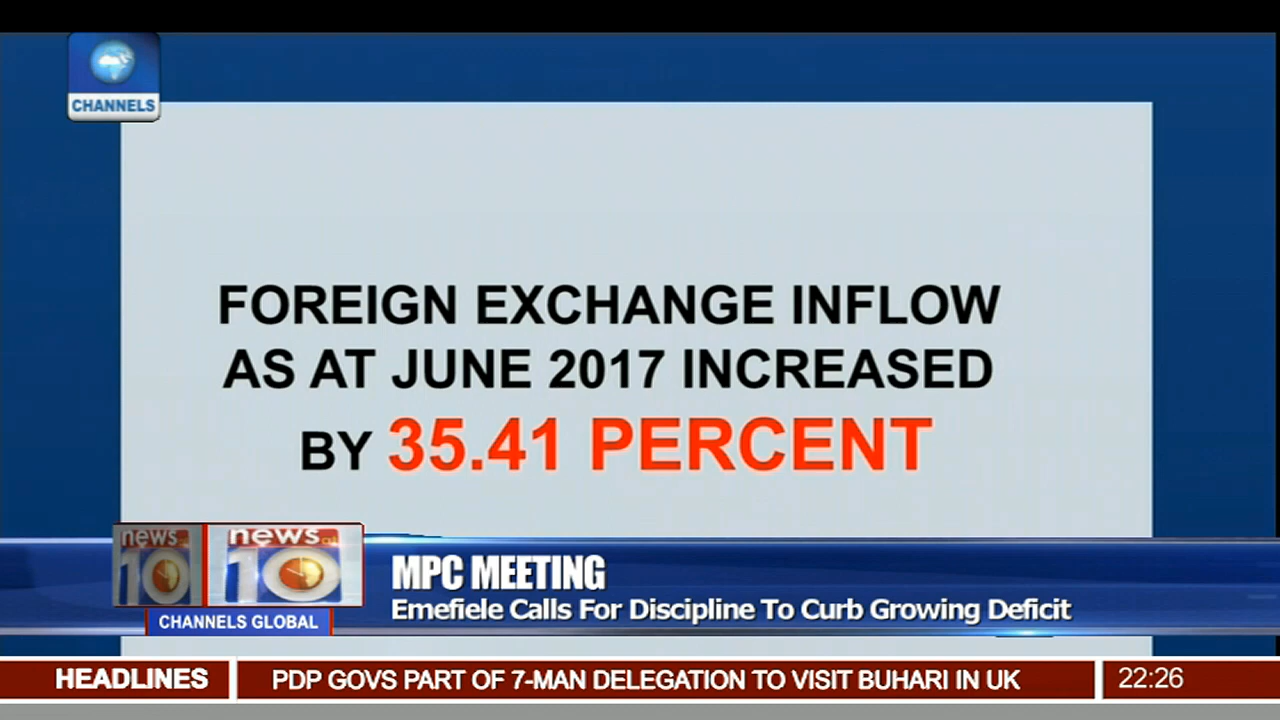 CHANNELS
FOREIGN EXCHANGE INFLOW
AS AT JUNE 2017 INCREASED
BY 35.41 PERCENT
news
10
news at
10
CHANNELS GLOBAL
MPC MEETING
Emefiele Calls For Discipline To Curb Growing Deficit
HEADLINES
PDP GOVS PART OF 7-MAN DELEGATION TO VISIT BUHARI IN UK
22:26